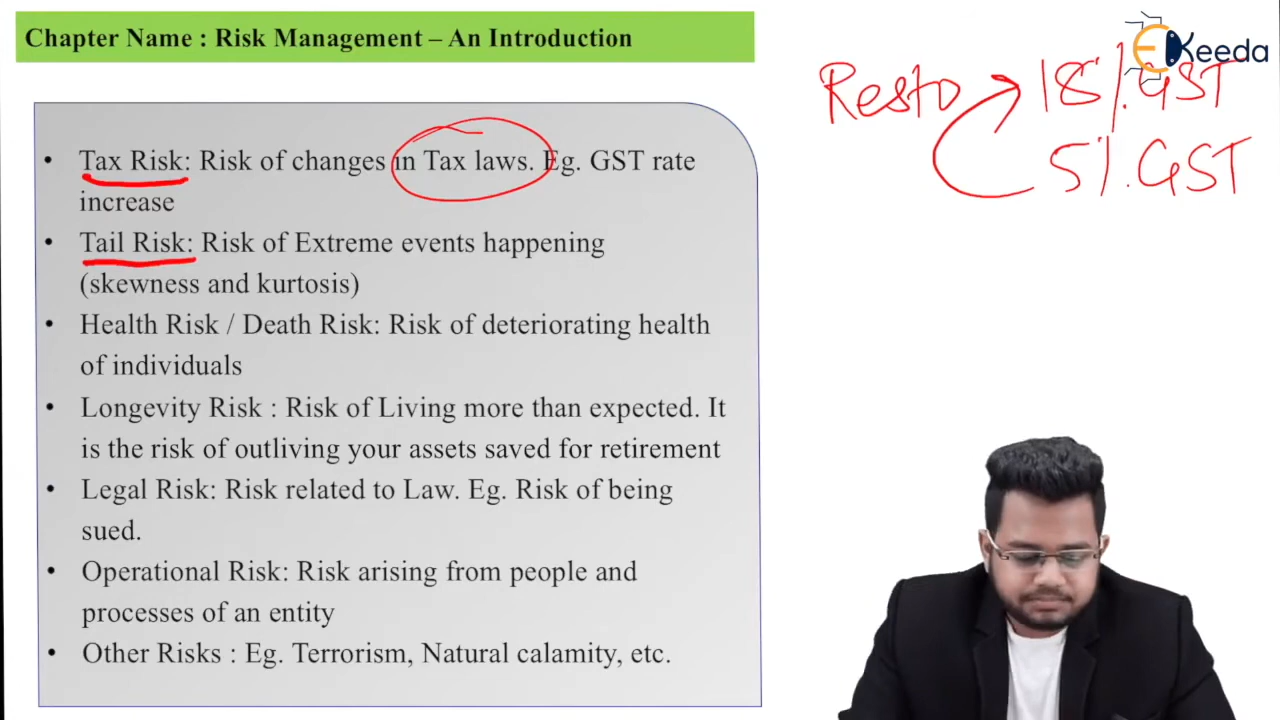 Chapter Name : Risk Management – An Introduction
EKeeda
Resto 18%.GST
5%.GST
• Tax Risk: Risk of changes in Tax laws. Eg. GST rate
increase
• Tail Risk: Risk of Extreme events happening
(skewness and kurtosis)
• Health Risk / Death Risk: Risk of deteriorating health
of individuals
• Longevity Risk : Risk of Living more than expected. It
is the risk of outliving your assets saved for retirement
• Legal Risk: Risk related to Law. Eg. Risk of being
sued.
• Operational Risk: Risk arising from people and
processes of an entity
• Other Risks : Eg. Terrorism, Natural calamity, etc.